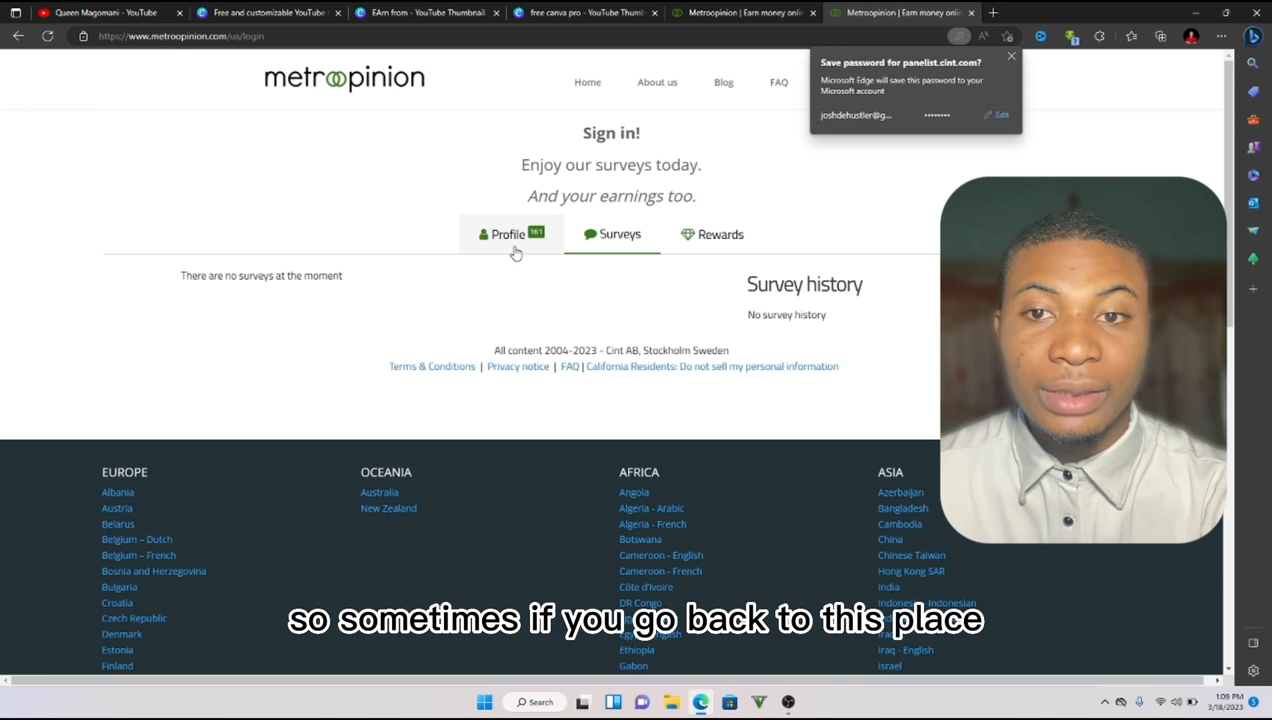 Queen Magomani - YouTube
Free and customizable YouTube
EArn from - YouTube Thumbnail
free canva pro - YouTube Thumb
Metroopinion | Earn money onlin
Metroopinion | Earn money online
https://www.metroopinion.com/us/login
metroopinion
Home
About us
Blog
FAQ
Save password for panelist.cint.com?
Microsoft Edge will save this password to your
Microsoft account
joshdehustler@g...
Edit
Sign in!
Enjoy our surveys today.
And your earnings too.
Profile 161
Surveys
Rewards
There are no surveys at the moment
Survey history
No survey history
All content 2004-2023 - Cint AB, Stockholm Sweden
Terms & Conditions | Privacy notice | FAQ | California Residents: Do not sell my personal information
EUROPE
Albania
Austria
Belarus
Belgium – Dutch
Belgium – French
Bosnia and Herzegovina
Bulgaria
Croatia
Czech Republic
Denmark
Estonia
Finland
OCEANIA
Australia
New Zealand
AFRICA
Angola
Algeria - Arabic
Algeria - French
Botswana
Cameroon - English
Cameroon - French
Côte d'Ivoire
DR Congo
Ethiopia
Gabon
ASIA
Azerbaijan
Bangladesh
Cambodia
China
Chinese Taiwan
Hong Kong SAR
India
Indonesia- Indonesian
Iraq - English
Israel
so sometimes if you go back to this place
Search
1:09 PM
3/18/2023